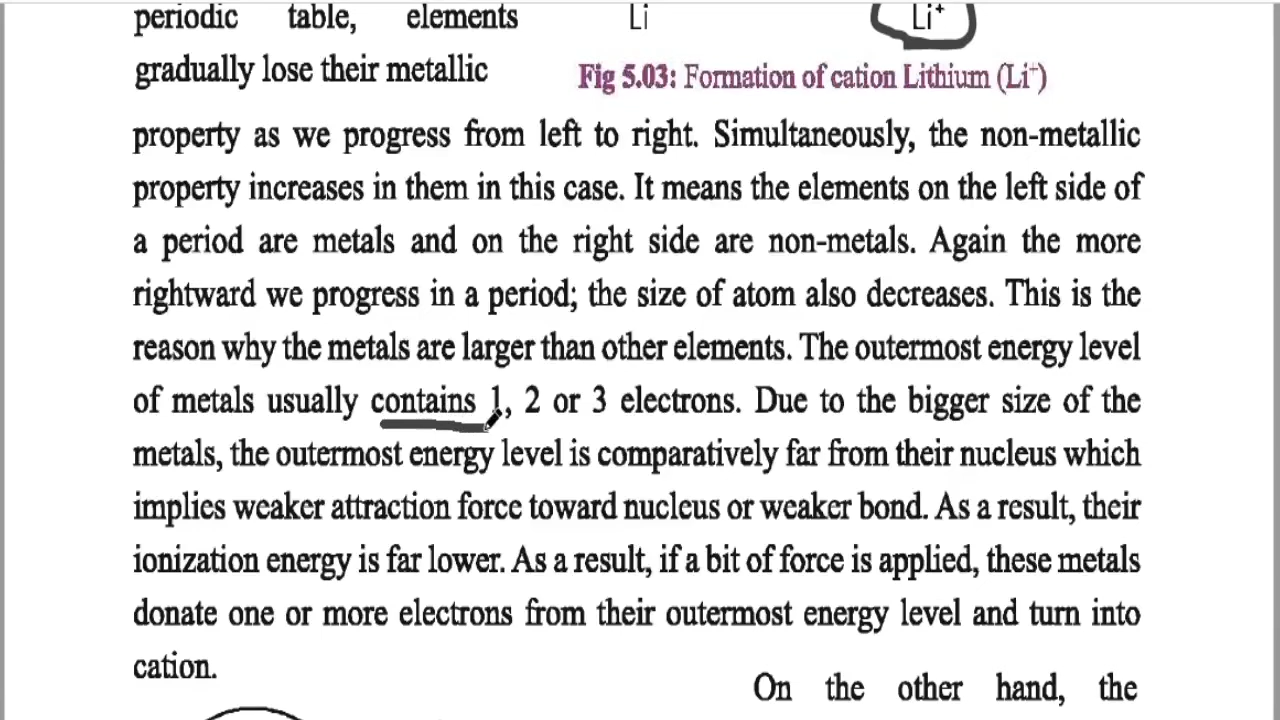 periodic table, elements
Li
Li⁺
gradually lose their metallic
Fig 5.03: Formation of cation Lithium (Li⁺)
property as we progress from left to right. Simultaneously, the non-metallic
property increases in them in this case. It means the elements on the left side of
a period are metals and on the right side are non-metals. Again the more
rightward we progress in a period; the size of atom also decreases. This is the
reason why the metals are larger than other elements. The outermost energy level
of metals usually contains 1, 2 or 3 electrons. Due to the bigger size of the
metals, the outermost energy level is comparatively far from their nucleus which
implies weaker attraction force toward nucleus or weaker bond. As a result, their
ionization energy is far lower. As a result, if a bit of force is applied, these metals
donate one or more electrons from their outermost energy level and turn into
cation.
On the other hand, the